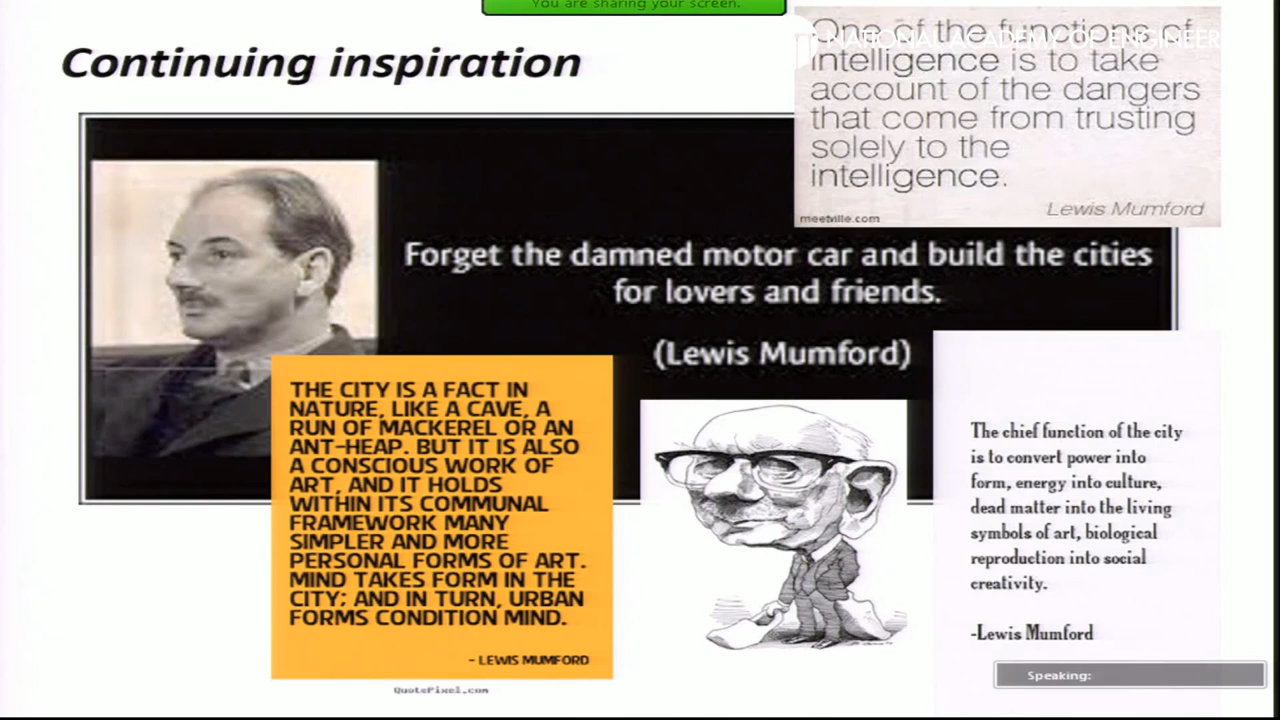 You are sharing your screen.
Continuing inspiration
NATIONAL ACADEMY OF ENGINEER
One of the functions of
intelligence is to take
account of the dangers
that come from trusting
solely to the
intelligence.
Lewis Mumford
meetville.com
Forget the damned motor car and build the cities
for lovers and friends.
(Lewis Mumford)
THE CITY IS A FACT IN
NATURE, LIKE A CAVE, A
RUN OF MACKEREL OR AN
ANT-HEAP. BUT IT IS ALSO
A CONSCIOUS WORK OF
ART, AND IT HOLDS
WITHIN ITS COMMUNAL
FRAMEWORK MANY
SIMPLER AND MORE
PERSONAL FORMS OF ART.
MIND TAKES FORM IN THE
CITY; AND IN TURN, URBAN
FORMS CONDITION MIND.
- LEWIS MUMFORD
QuotePixel.com
The chief function of the city
is to convert power into
form, energy into culture,
dead matter into the living
symbols of art, biological
reproduction into social
creativity.
-Lewis Mumford
Speaking: